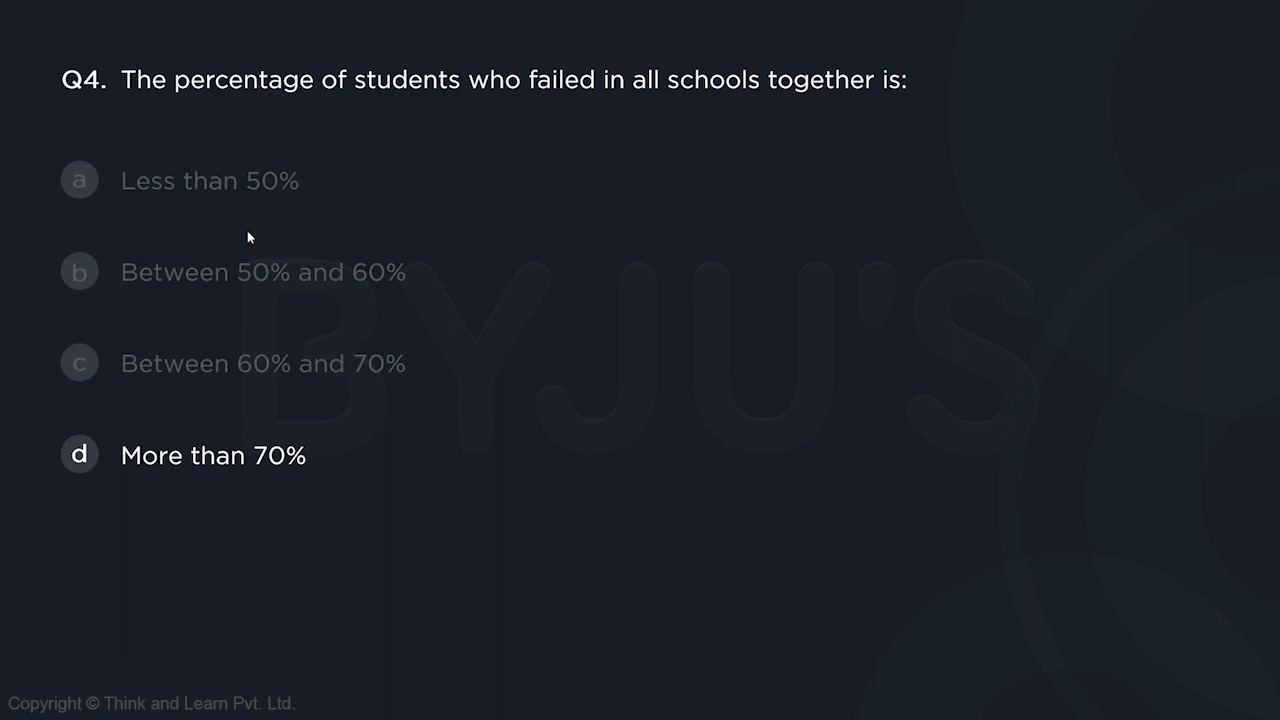 Q4. The percentage of students who failed in all schools together is:
a Less than 50%
b Between 50% and 60%
c Between 60% and 70%
d More than 70%
BYJU'S
Copyright © Think and Learn Pvt. Ltd.